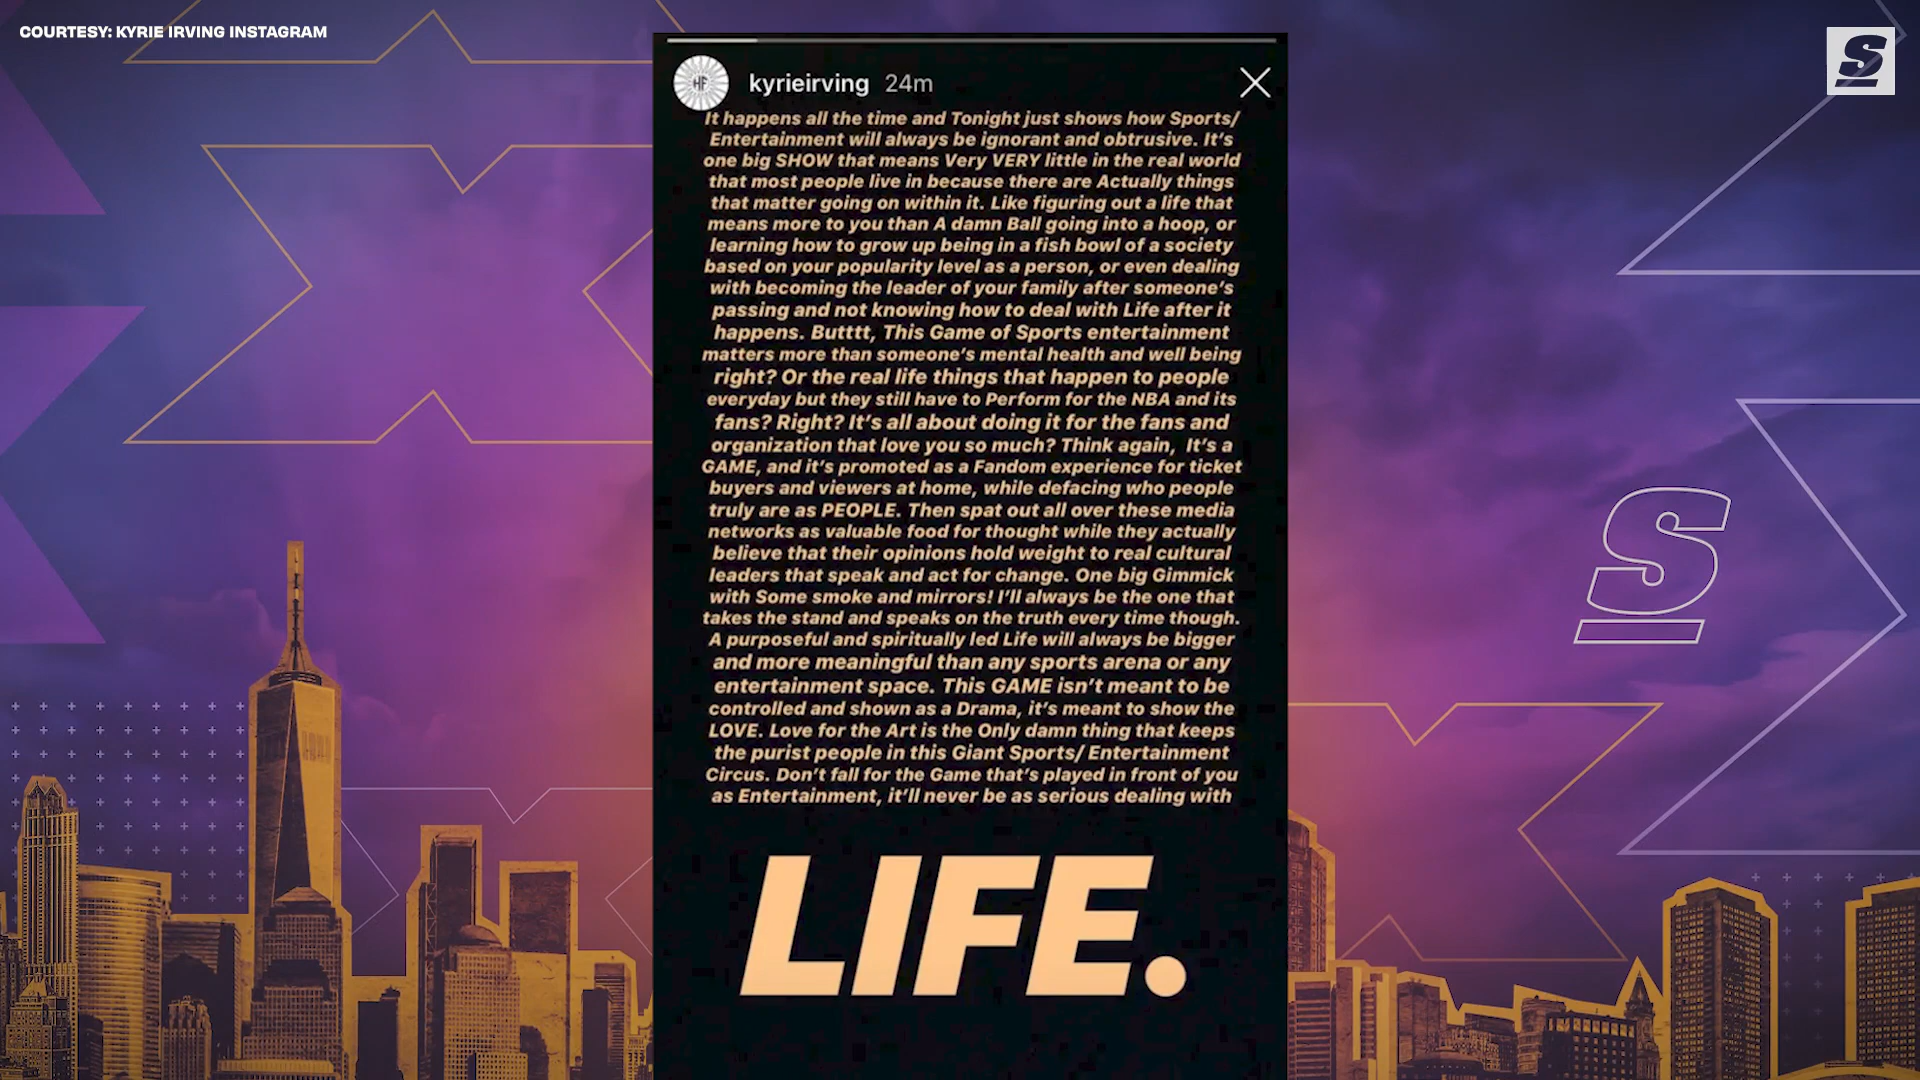 COURTESY: KYRIE IRVING INSTAGRAM
S
HF
kyrieirving 24m
It happens all the time and Tonight just shows how Sports/
Entertainment will always be ignorant and obtrusive. It's
one big SHOW that means Very VERY little in the real world
that most people live in because there are Actually things
that matter going on within it. Like figuring out a life that
means more to you than A damn Ball going into a hoop, or
learning how to grow up being in a fish bowl of a society
based on your popularity level as a person, or even dealing
with becoming the leader of your family after someone's
passing and not knowing how to deal with Life after it
happens. Butttt, This Game of Sports entertainment
matters more than someone's mental health and well being
right? Or the real life things that happen to people
everyday but they still have to Perform for the NBA and its
fans? Right? It's all about doing it for the fans and
organization that love you so much? Think again, It's a
GAME, and it's promoted as a Fandom experience for ticket
buyers and viewers at home, while defacing who people
truly are as PEOPLE. Then spat out all over these media
networks as valuable food for thought while they actually
believe that their opinions hold weight to real cultural
leaders that speak and act for change. One big Gimmick
with Some smoke and mirrors! I'll always be the one that
takes the stand and speaks on the truth every time though.
A purposeful and spiritually led Life will always be bigger
and more meaningful than any sports arena or any
entertainment space. This GAME isn't meant to be
controlled and shown as a Drama, it's meant to show the
LOVE. Love for the Art is the Only damn thing that keeps
the purist people in this Giant Sports/ Entertainment
Circus. Don't fall for the Game that's played in front of you
as Entertainment, it'll never be as serious dealing with
LIFE.
S